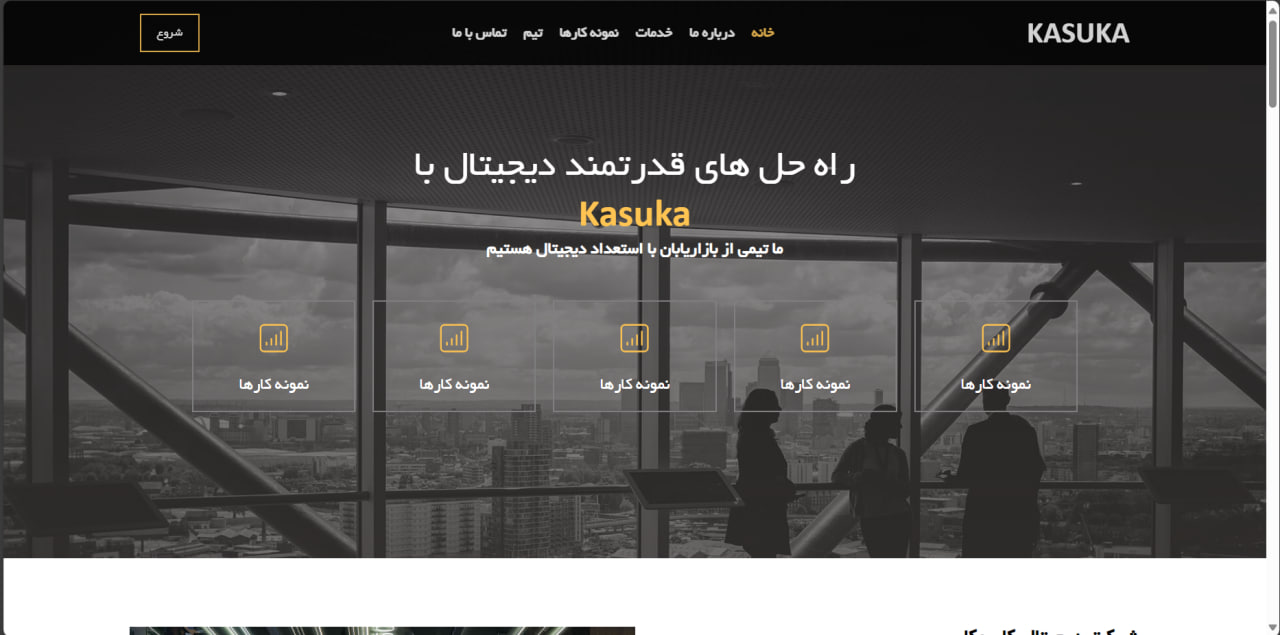 KASUKA
خانه
درباره ما
خدمات
نمونه کارها
تیم
تماس با ما
شروع
راه حل های قدرتمند دیجیتال با
Kasuka
ما تیمی از بازاریابان با استعداد دیجیتال هستیم
نمونه کارها
نمونه کارها
نمونه کارها
نمونه کارها
نمونه کارها